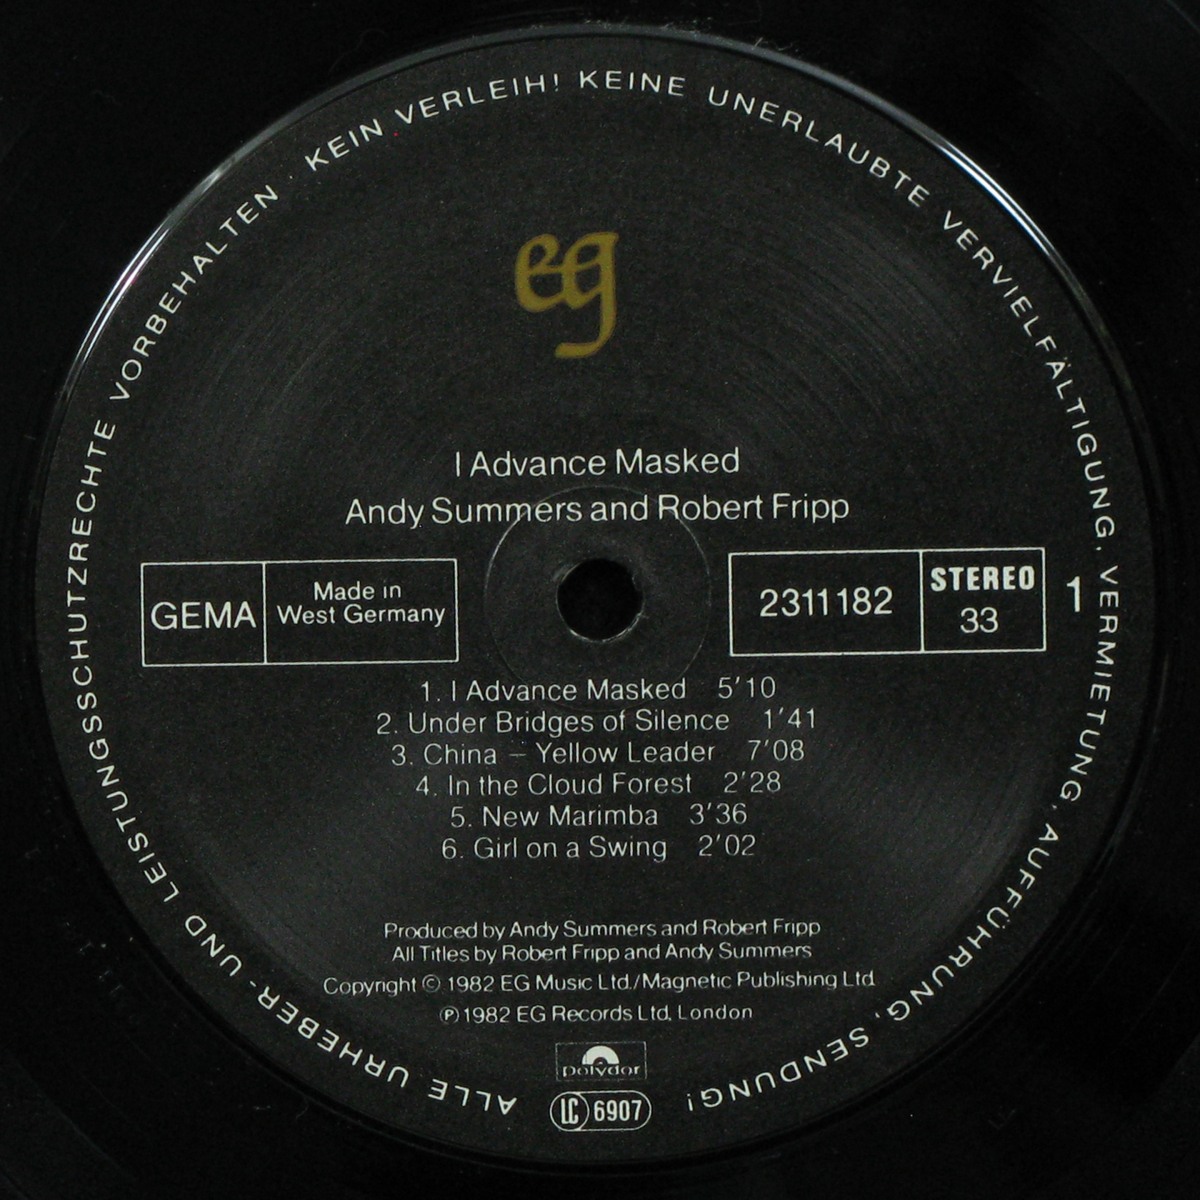 ALLE URHEBER- UND LEISTUNGSSCHUTZRECHTE VORBEHALTEN · KEIN VERLEIH! KEINE UNERLAUBTE VERVIELFÄLTIGUNG, VERMIETUNG, AUFFÜHRUNG, SENDUNG!
eg
I Advance Masked
Andy Summers and Robert Fripp
GEMA
Made in
West Germany
2311182
STEREO
33
1
1. I Advance Masked 5'10
2. Under Bridges of Silence 1'41
3. China – Yellow Leader 7'08
4. In the Cloud Forest 2'28
5. New Marimba 3'36
6. Girl on a Swing 2'02
Produced by Andy Summers and Robert Fripp
All Titles by Robert Fripp and Andy Summers
Copyright © 1982 EG Music Ltd./Magnetic Publishing Ltd
℗ 1982 EG Records Ltd. London
polydor
LC 6907